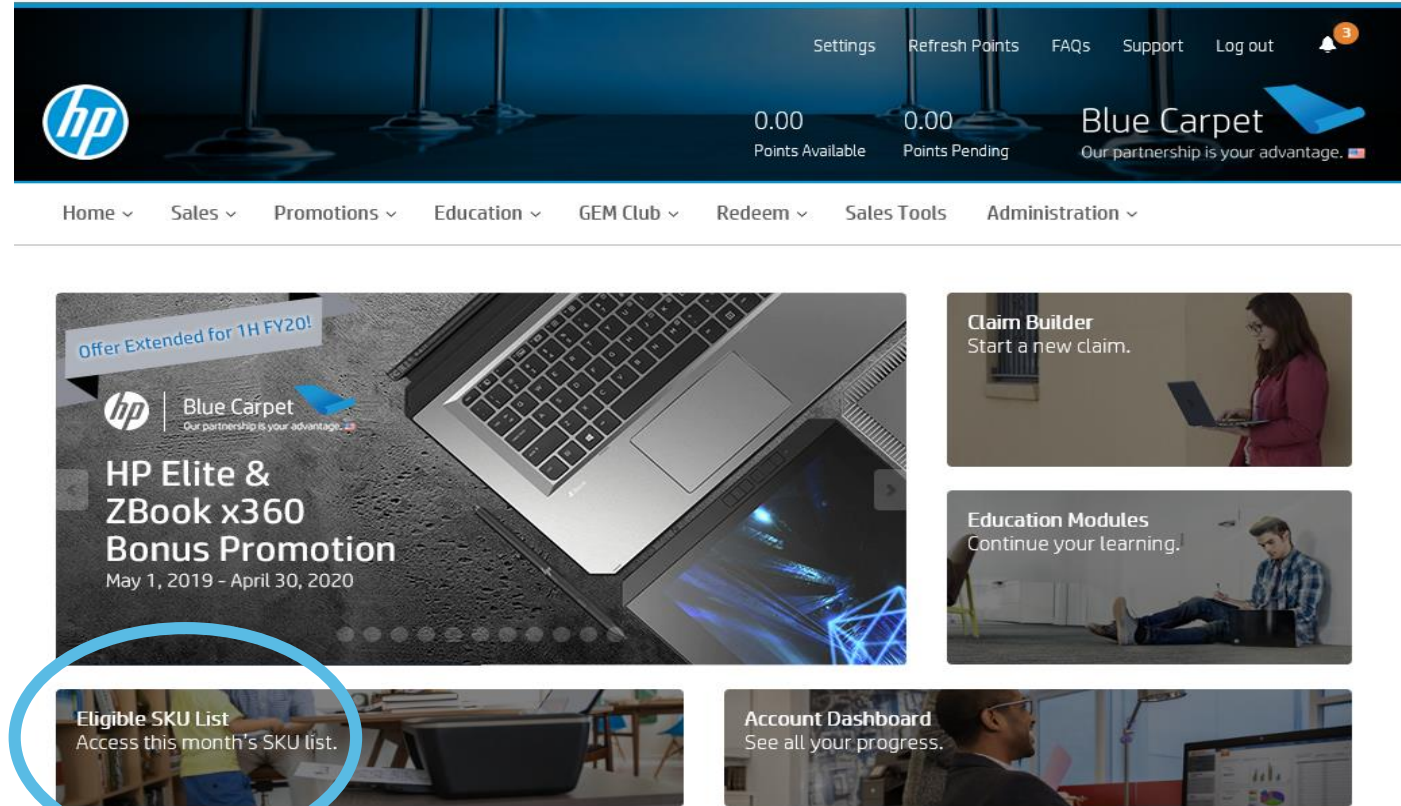 Settings Refresh Points FAQs Support Log out 3
hp
0.00 0.00 Blue Carpet
Points Available Points Pending Our partnership is your advantage.
Home Sales Promotions Education GEM Club Redeem Sales Tools Administration
Offer Extended for 1H FY20!
hp Blue Carpet
Our partnership is your advantage.
HP Elite &
ZBook x360
Bonus Promotion
May 1, 2019 - April 30, 2020
Claim Builder
Start a new claim.
Education Modules
Continue your learning.
Eligible SKU List
Access this month's SKU list.
Account Dashboard
See all your progress.